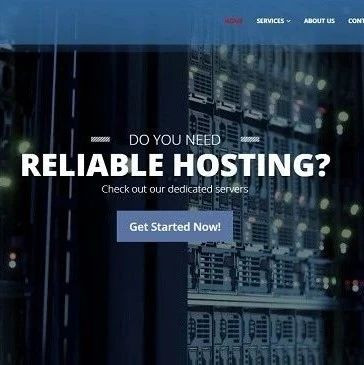 HOME SERVICES ABOUT US CONT
DO YOU NEED
RELIABLE HOSTING?
Check out our dedicated servers
Get Started Now!